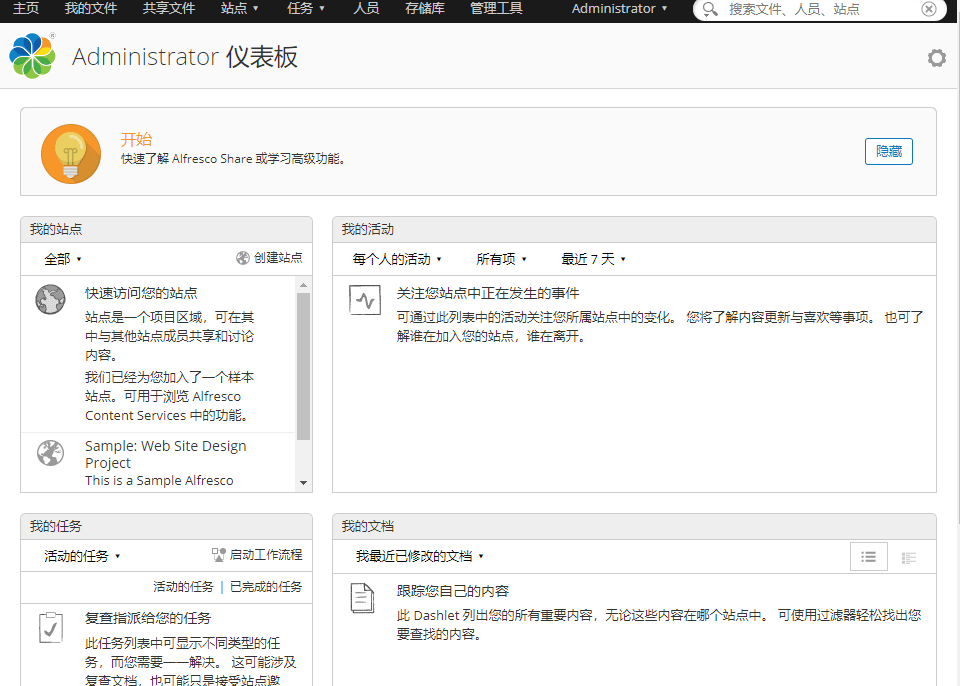 主页 我的文件 共享文件 站点 任务 人员 存储库 管理工具 Administrator 搜索文件、人员、站点
Administrator 仪表板
开始
快速了解 Alfresco Share 或学习高级功能。
隐藏
我的站点
全部 创建站点
快速访问您的站点
站点是一个项目区域，可在其
中与其他站点成员共享和讨论
内容。
我们已经为您加入了一个样本
站点。可用于浏览 Alfresco
Content Services 中的功能。
Sample: Web Site Design
Project
This is a Sample Alfresco
我的活动
每个人的活动 所有项 最近 7 天
关注您站点中正在发生的事件
可通过此列表中的活动关注您所属站点中的变化。 您将了解内容更新与喜欢等事项。 也可了
解谁在加入您的站点，谁在离开。
我的任务
活动的任务 启动工作流程
活动的任务 | 已完成的任务
复查指派给您的任务
此任务列表中可显示不同类型的任
务，而您需要一一解决。 这可能涉及
复查文档，也可能只是接受站点邀
我的文档
我最近已修改的文档
跟踪您自己的内容
此 Dashlet 列出您的所有重要内容，无论这些内容在哪个站点中。 可使用过滤器轻松找出您
要查找的内容。